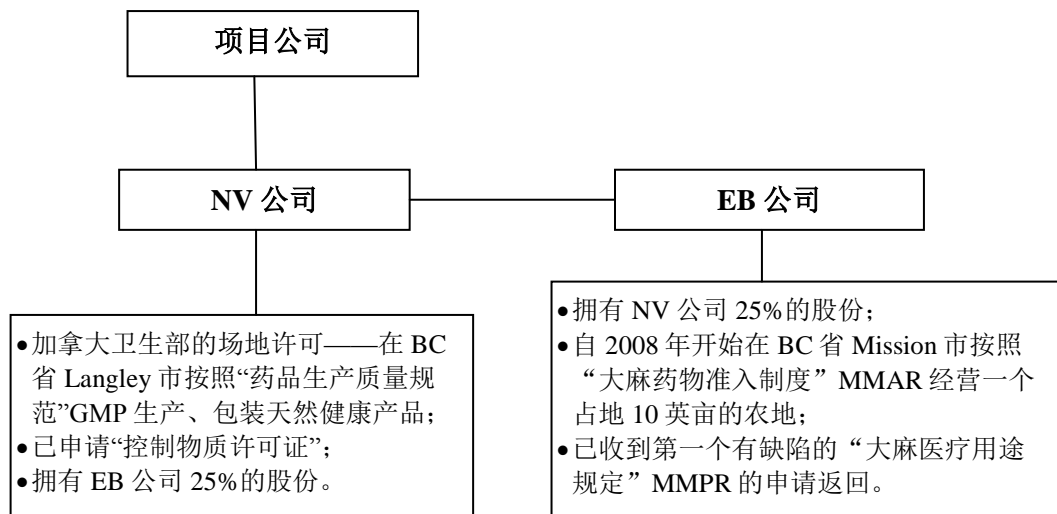 项目公司
NV 公司
EB 公司
●加拿大卫生部的场地许可——在 BC
省 Langley 市按照“药品生产质量规
范”GMP 生产、包装天然健康产品；
●已申请“控制物质许可证”；
●拥有 EB 公司 25%的股份。
●拥有 NV 公司 25%的股份；
●自 2008 年开始在 BC 省 Mission 市按照
“大麻药物准入制度”MMAR 经营一个
占地 10 英亩的农地；
●已收到第一个有缺陷的“大麻医疗用途
规定”MMPR 的申请返回。